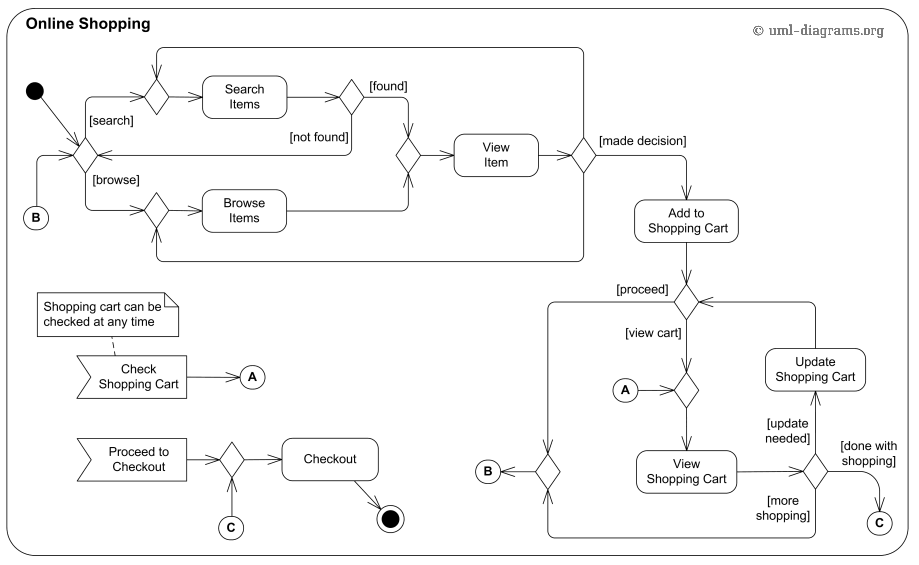 Online Shopping
© uml-diagrams.org
Search
Items
[found]
[search]
[not found]
View
Item
[made decision]
[browse]
Browse
Items
B
Add to
Shopping Cart
[proceed]
Shopping cart can be
checked at any time
[view cart]
Check
Shopping Cart
A
A
Update
Shopping Cart
[update
needed]
[done with
shopping]
Proceed to
Checkout
Checkout
B
View
Shopping Cart
[more
shopping]
C
C